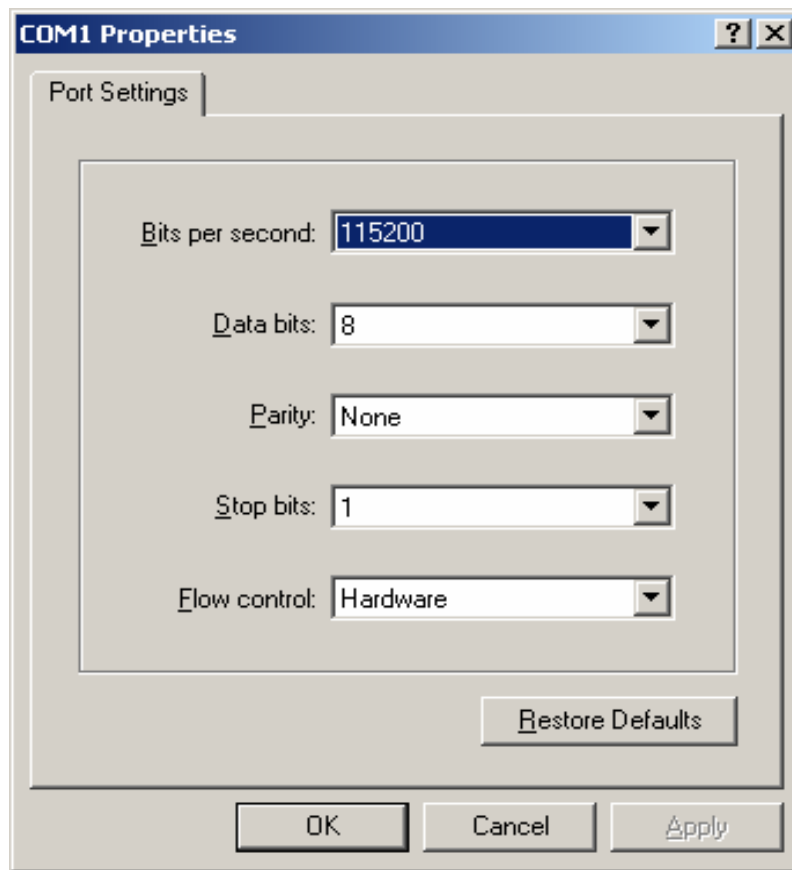 COM1 Properties
Port Settings
Bits per second: 115200
Data bits: 8
Parity: None
Stop bits: 1
Flow control: Hardware
Restore Defaults
OK Cancel Apply